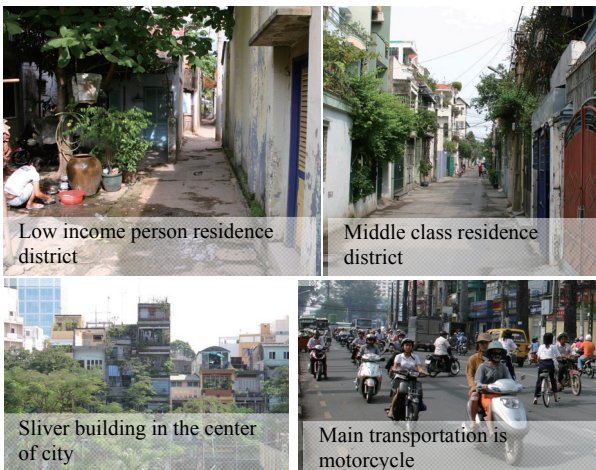 Low income person residence
district
Middle class residence
district
Sliver building in the center
of city
Main transportation is
motorcycle